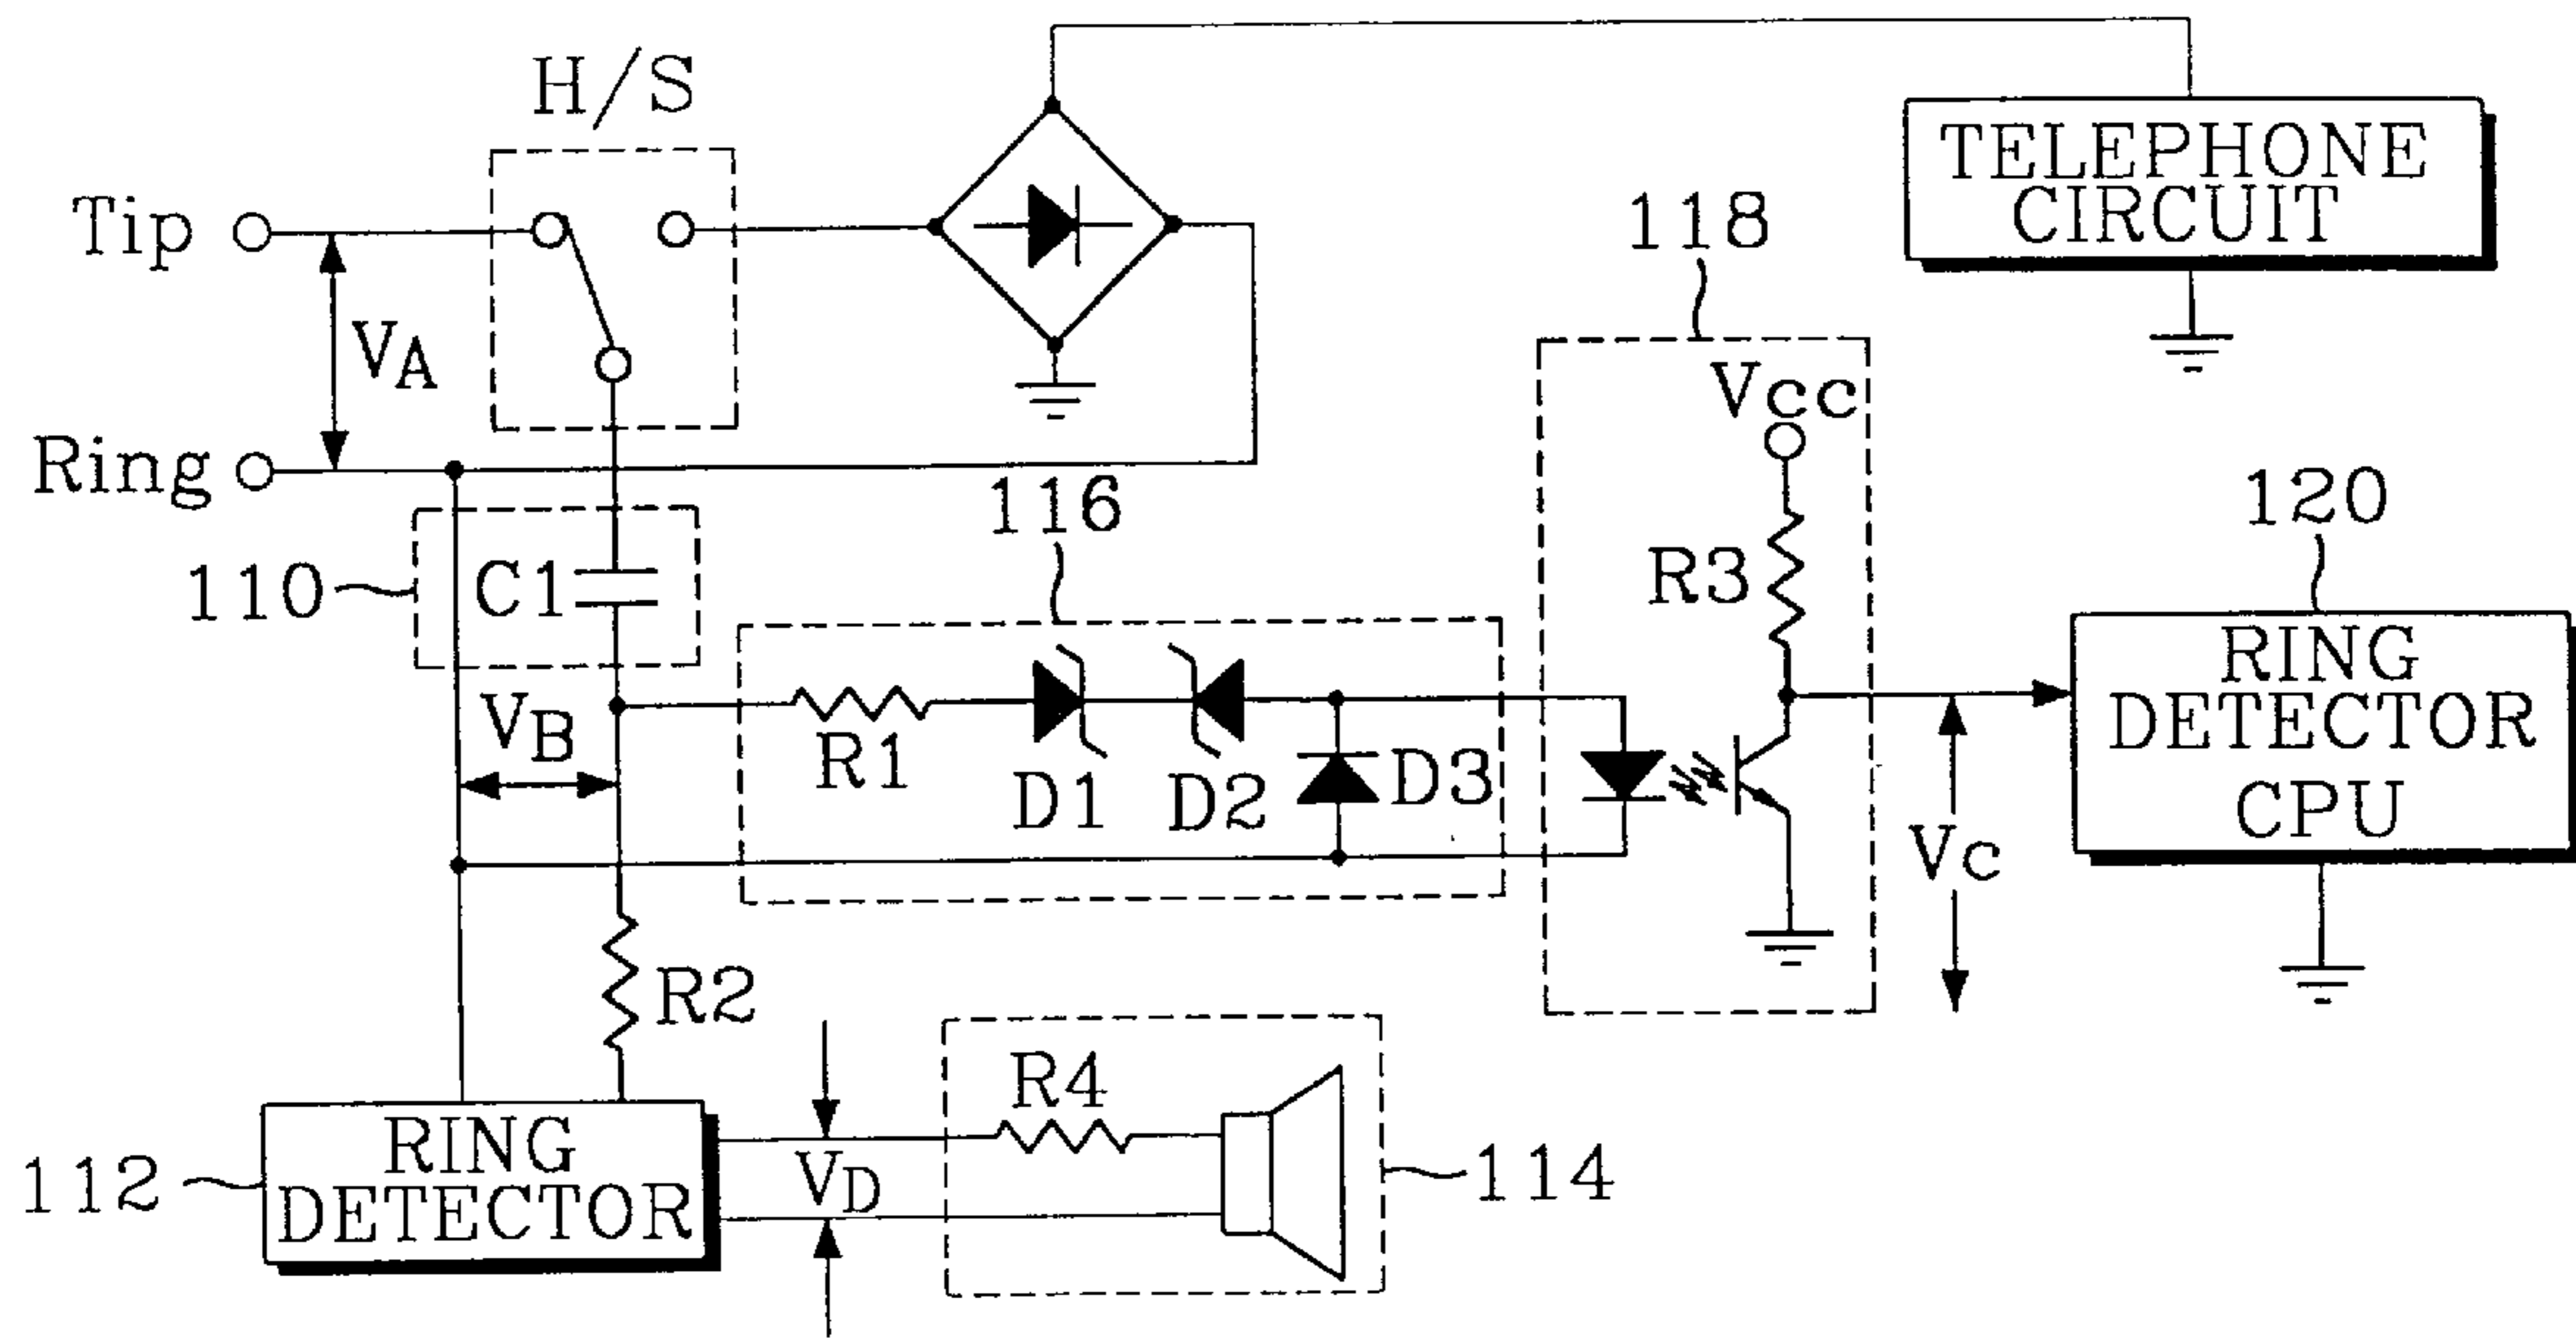 H/S
TELEPHONE
CIRCUIT
Tip
118
VA
Vcc
Ring
116
120
110
C1
R3
RING
DETECTOR
CPU
VB
R1
D1
D2
D3
Vc
R2
R4
RING
DETECTOR
112
VD
114